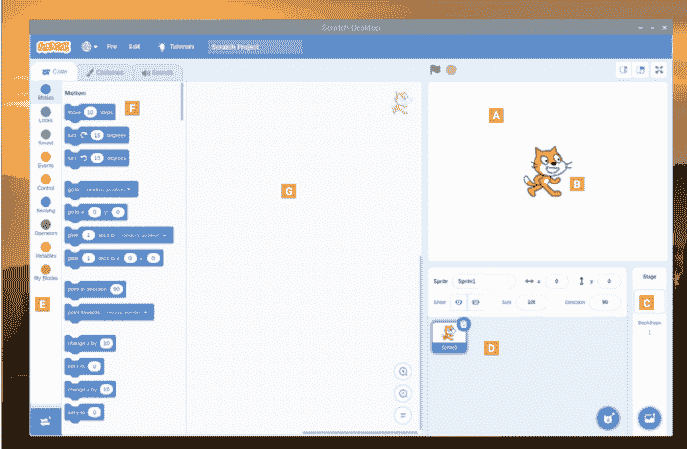 Scratch Desktop
File Edit Tutorials Scratch Project
Code Costumes Sounds
Motion
Motion
Looks
Sound
Events
Control
Sensing
Operators
Variables
My Blocks
move 10 steps
turn 15 degrees
turn 15 degrees
go to random position
go to x: 0 y: 0
glide 1 secs to random position
glide 1 secs to x: 0 y: 0
point in direction 90
point towards
change x by 10
set x to 0
change y by 10
set y to 0
F
G
E
A
B
Sprite Sprite1 x 0 y 0
Show Size 100 Direction 90
Sprite1
D
Stage
C
Backdrops
1